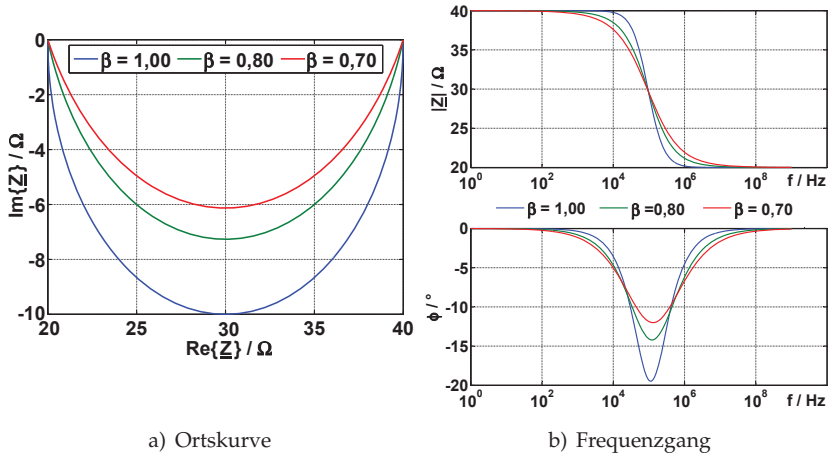 0
-2
-4
-6
-8
-10
Im{Z} / Ω
β = 1,00 β = 0,80 β = 0,70
20 25 30 35 40
Re{Z} / Ω
a) Ortskurve
40
35
30
25
20
|Z| / Ω
10^0 10^2 10^4 10^6 10^8 f / Hz
β = 1,00 β =0,80 β = 0,70
0
-5
-10
-15
-20
ϕ / °
10^0 10^2 10^4 10^6 10^8 f / Hz
b) Frequenzgang